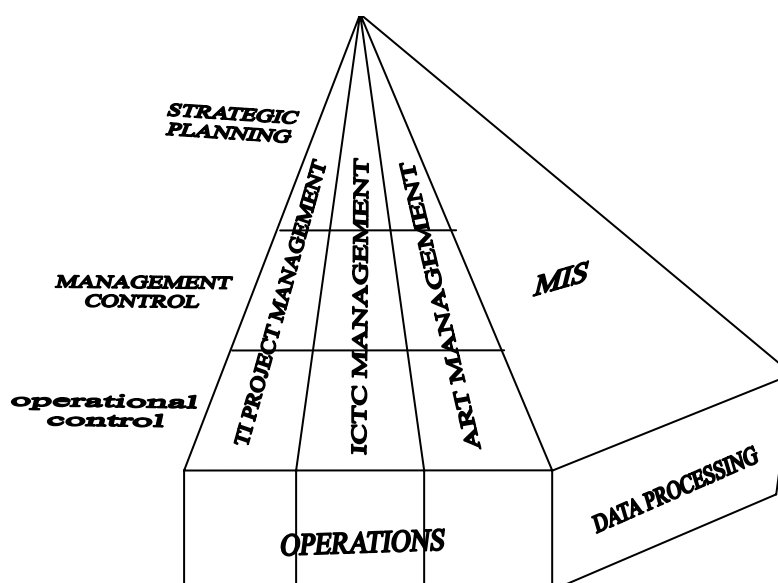 STRATEGIC
PLANNING
MANAGEMENT
CONTROL
operational
control
TI PROJECT MANAGEMENT
ICTC MANAGEMENT
ART MANAGEMENT
MIS
OPERATIONS
DATA PROCESSING